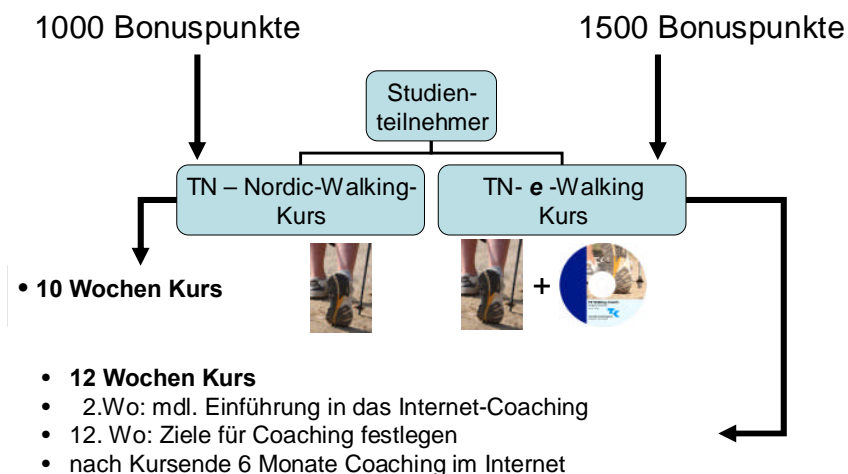 1000 Bonuspunkte
1500 Bonuspunkte
Studien-
teilnehmer
TN – Nordic-Walking-
Kurs
TN- e -Walking
Kurs
• 10 Wochen Kurs
+
• 12 Wochen Kurs
• 2.Wo: mdl. Einführung in das Internet-Coaching
• 12. Wo: Ziele für Coaching festlegen
• nach Kursende 6 Monate Coaching im Internet